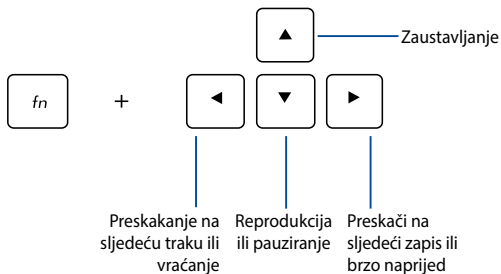 Zaustavljanje
fn +
Preskakanje na
sljedeću traku ili
vraćanje
Reprodukcija
ili pauziranje
Preskači na
sljedeći zapis ili
brzo naprijed